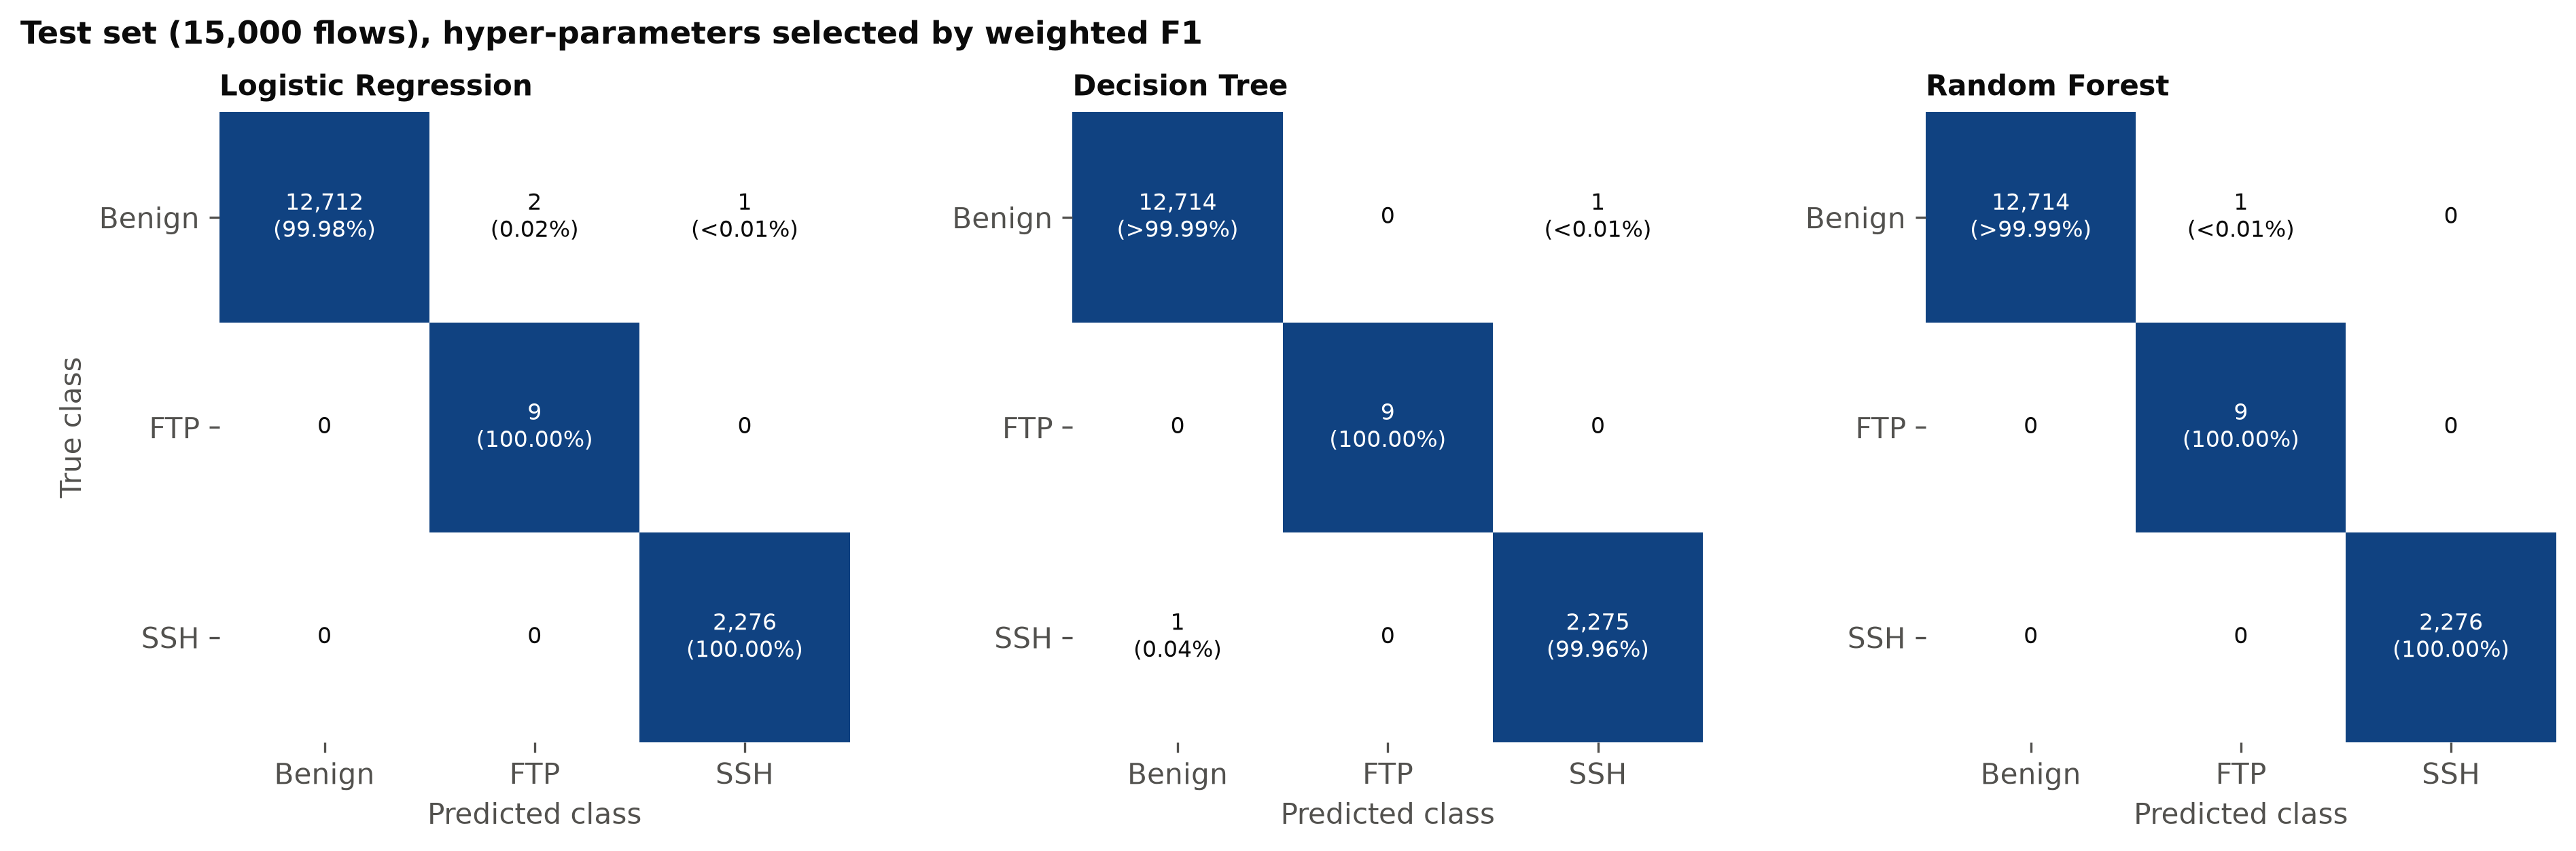 Test set (15,000 flows), hyper-parameters selected by weighted F1
Logistic Regression
True class
Benign
12,712
(99.98%)
2
(0.02%)
1
(<0.01%)
FTP
0
9
(100.00%)
0
SSH
0
0
2,276
(100.00%)
Benign
FTP
SSH
Predicted class
Decision Tree
Benign
12,714
(>99.99%)
0
1
(<0.01%)
FTP
0
9
(100.00%)
0
SSH
1
(0.04%)
0
2,275
(99.96%)
Benign
FTP
SSH
Predicted class
Random Forest
Benign
12,714
(>99.99%)
1
(<0.01%)
0
FTP
0
9
(100.00%)
0
SSH
0
0
2,276
(100.00%)
Benign
FTP
SSH
Predicted class